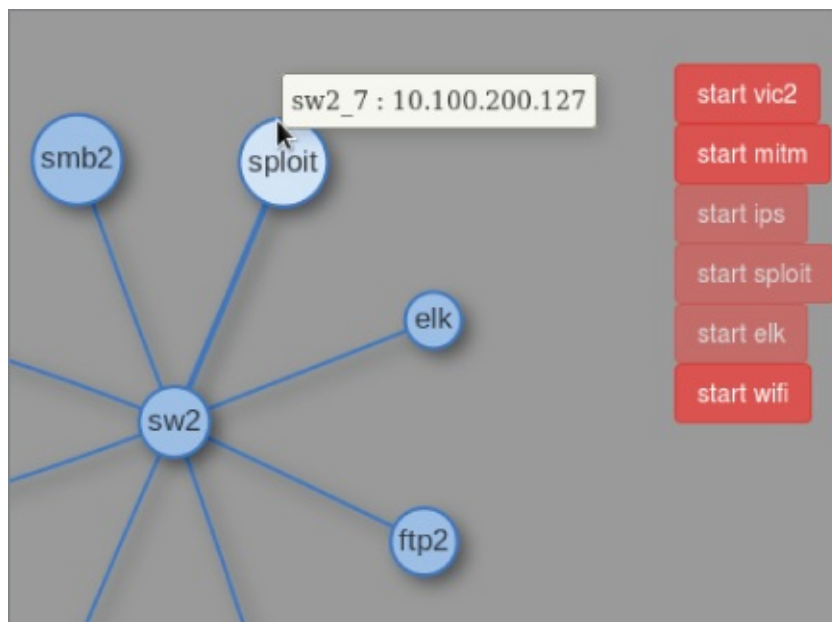 sw2_7 : 10.100.200.127
start vic2
smb2
sploit
start mitm
start ips
start sploit
elk
start elk
start wifi
sw2
ftp2